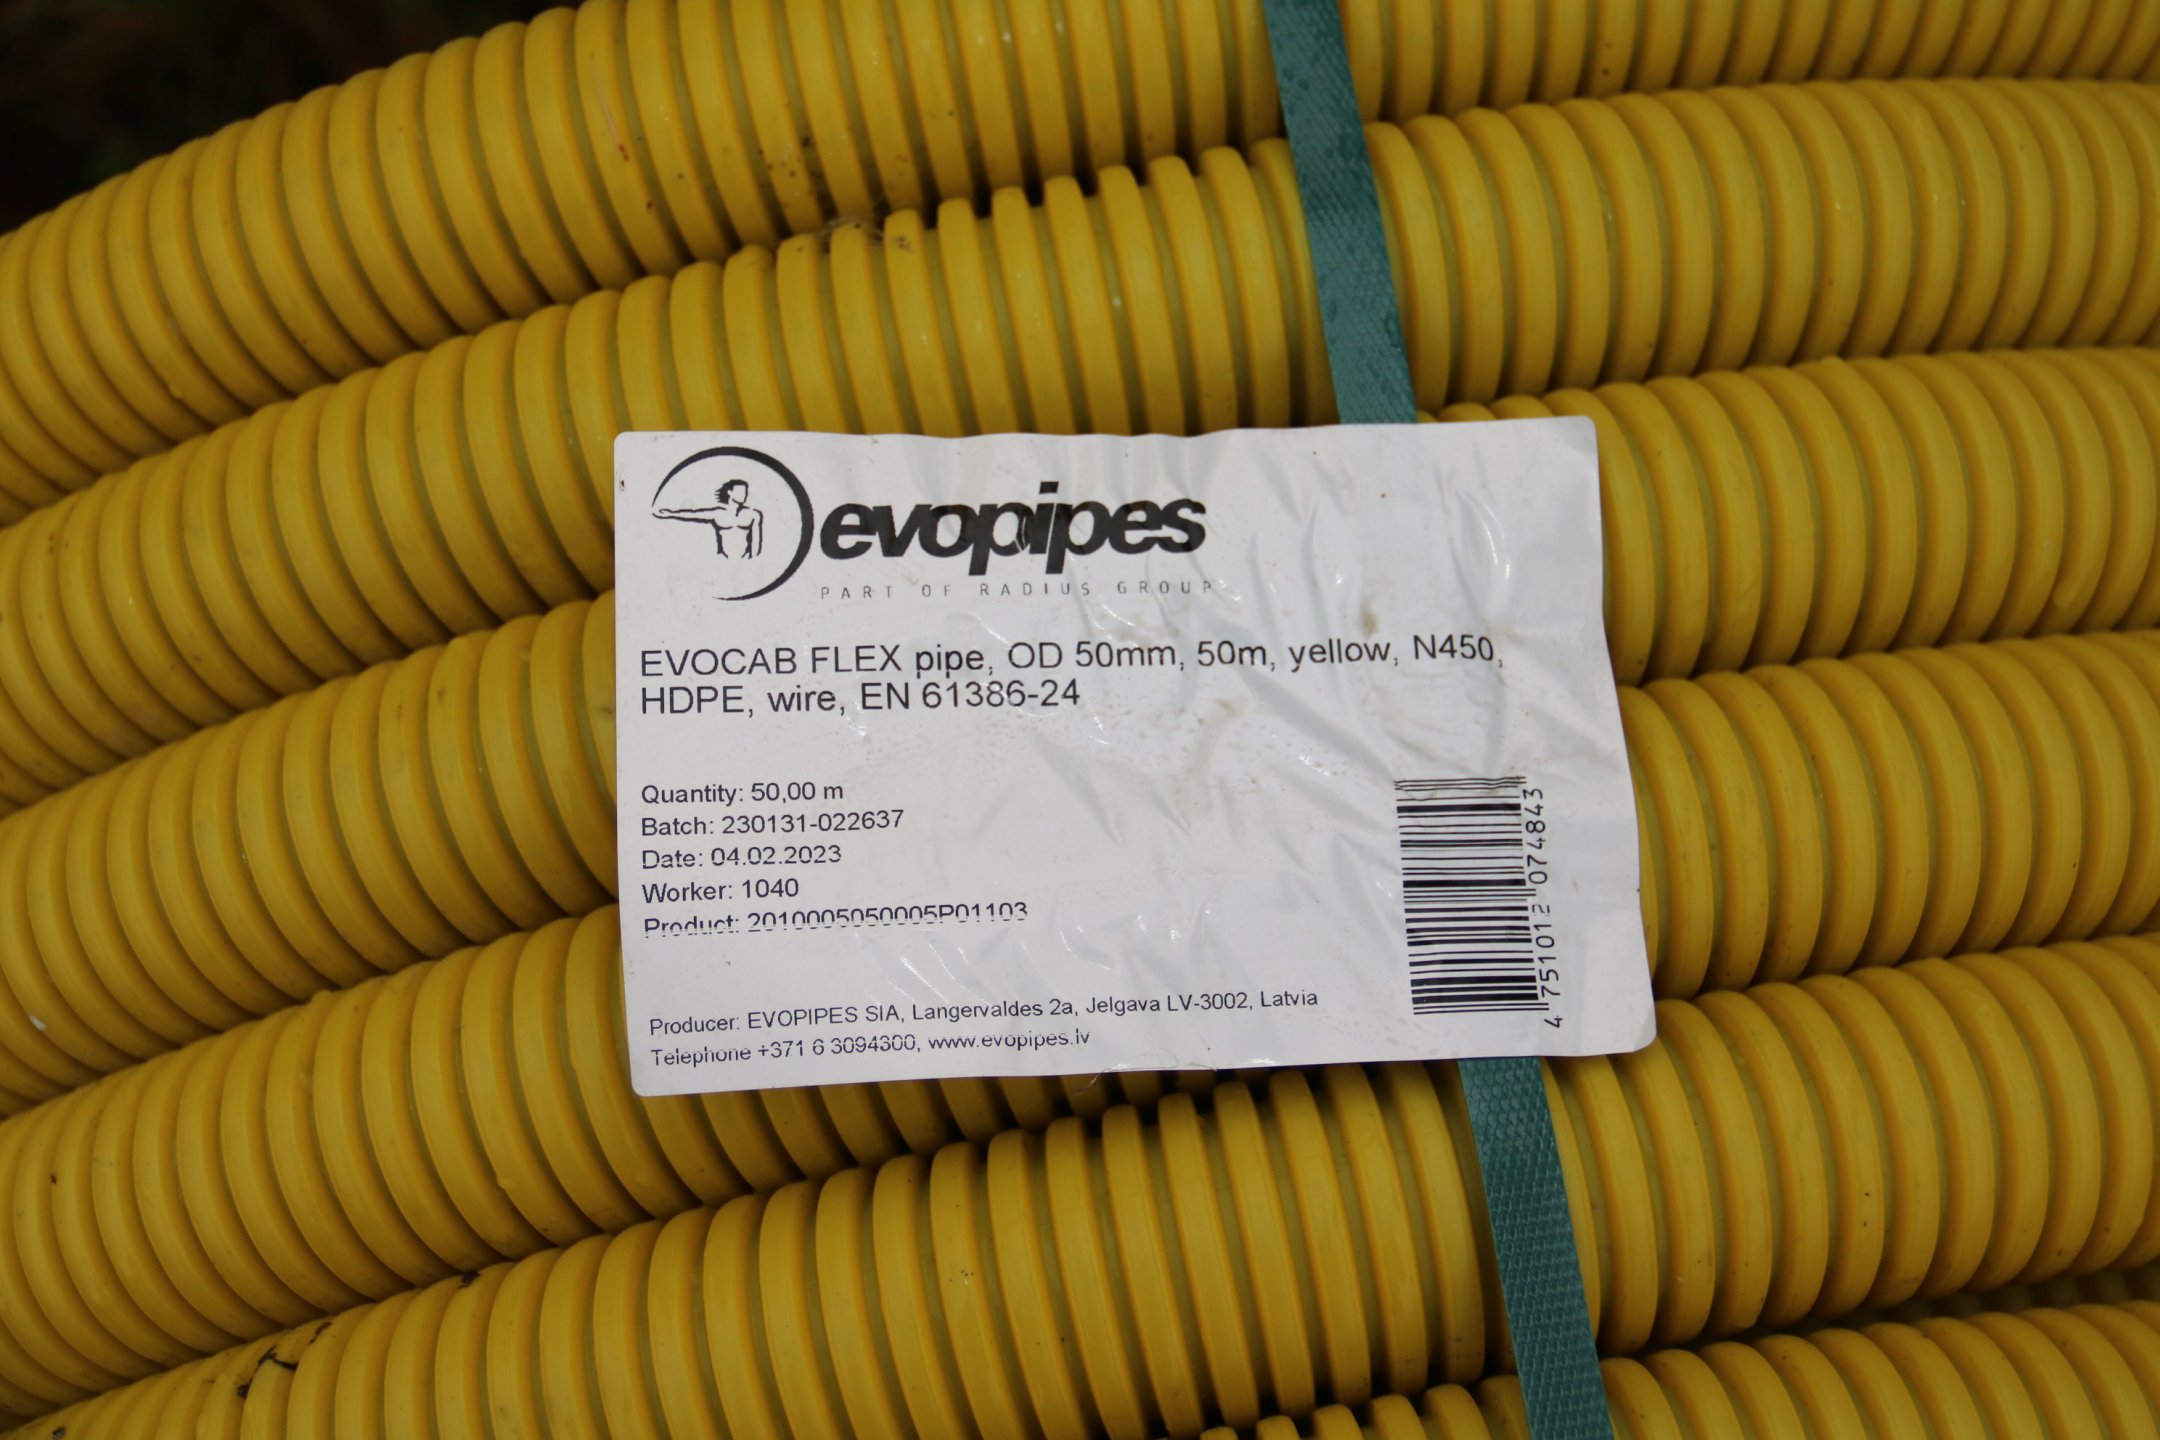 evopipes
PART OF RADIUS GROUP
EVOCAB FLEX pipe, OD 50mm, 50m, yellow, N450,
HDPE, wire, EN 61386-24
Quantity: 50,00 m
Batch: 230131-022637
Date: 04.02.2023
Worker: 1040
Product: 2010005050005P01103
Producer: EVOPIPES SIA, Langervaldes 2a, Jelgava LV-3002, Latvia
Telephone +371 6 3094300, www.evopipes.lv
4 751012 074843